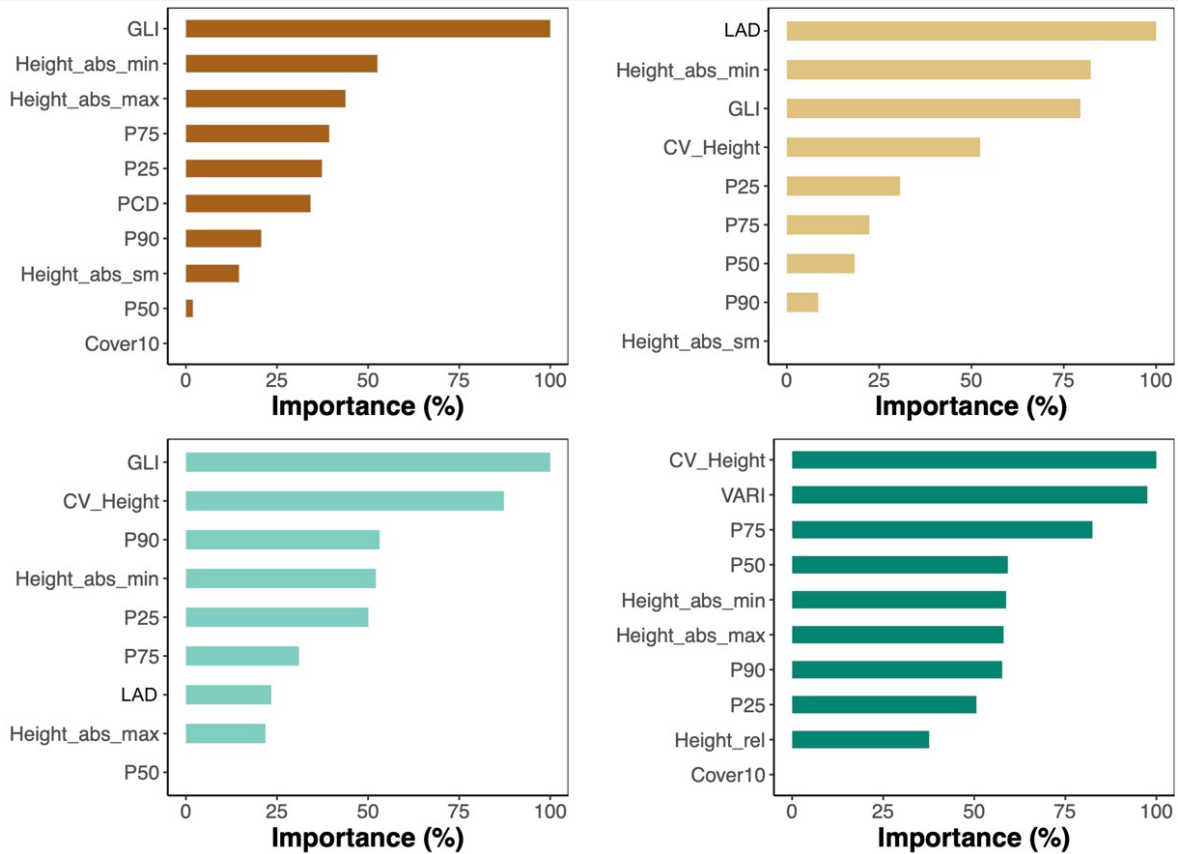 GLI
Height_abs_min
Height_abs_max
P75
P25
PCD
P90
Height_abs_sm
P50
Cover10
0 25 50 75 100
Importance (%)
LAD
Height_abs_min
GLI
CV_Height
P25
P75
P50
P90
Height_abs_sm
0 25 50 75 100
Importance (%)
GLI
CV_Height
P90
Height_abs_min
P25
P75
LAD
Height_abs_max
P50
0 25 50 75 100
Importance (%)
CV_Height
VARI
P75
P50
Height_abs_min
Height_abs_max
P90
P25
Height_rel
Cover10
0 25 50 75 100
Importance (%)